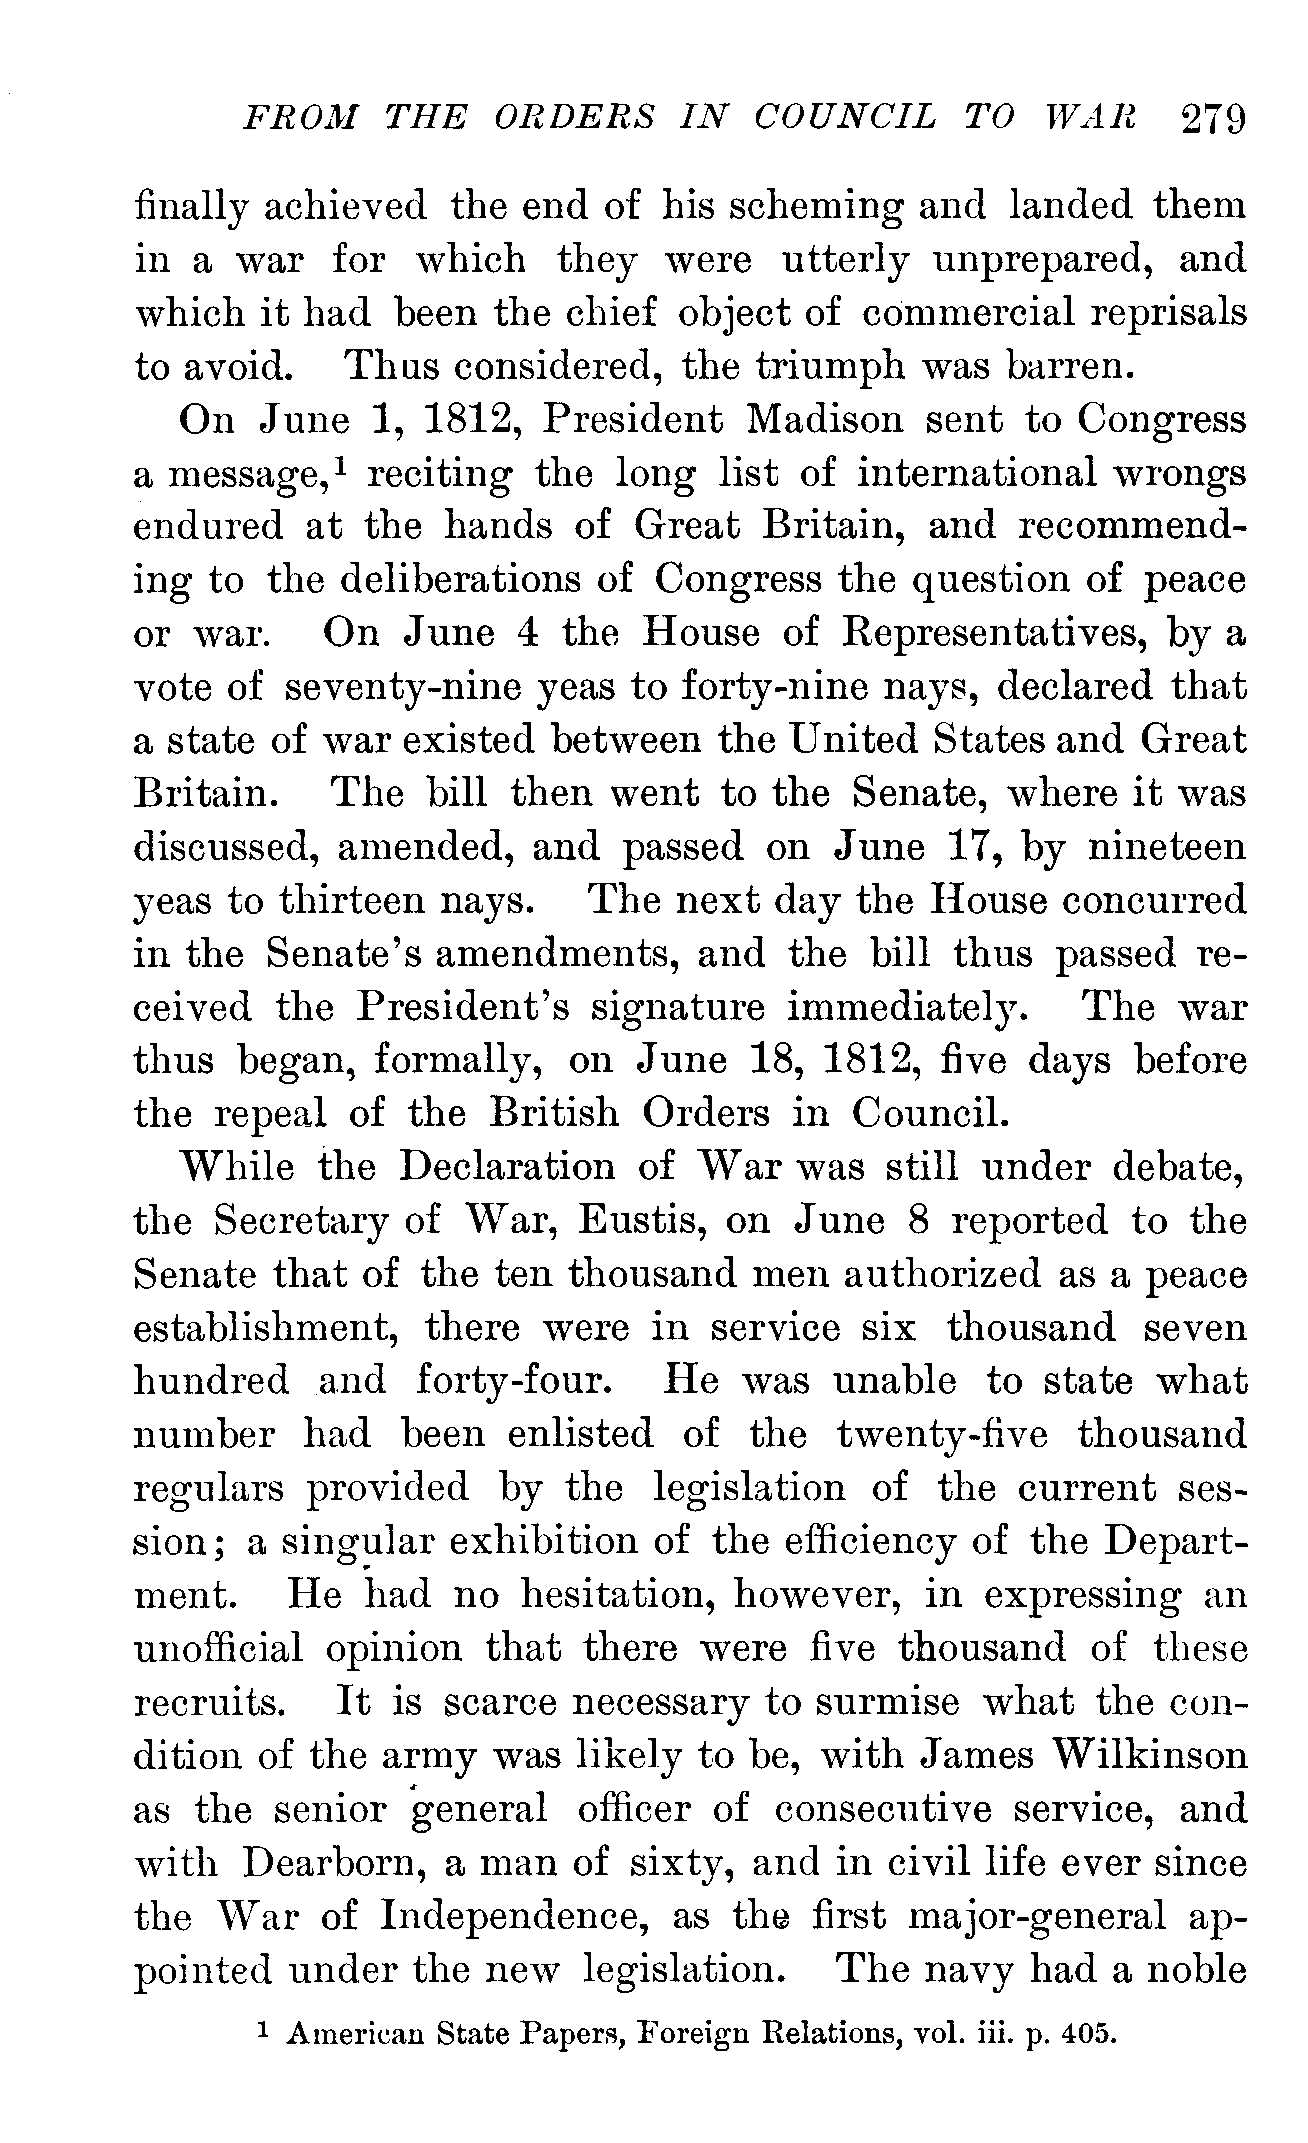 FROM THE ORDERS IN COUNCIL TO WAR 279
finally achieved the end of his scheming and landed them
in a war for which they were utterly unprepared, and
which it had been the chief object of commercial reprisals
to avoid. Thus considered, the triumph was barren.
On June 1, 1812, President Madison sent to Congress
a message,¹ reciting the long list of international wrongs
endured at the hands of Great Britain, and recommend-
ing to the deliberations of Congress the question of peace
or war. On June 4 the House of Representatives, by a
vote of seventy-nine yeas to forty-nine nays, declared that
a state of war existed between the United States and Great
Britain. The bill then went to the Senate, where it was
discussed, amended, and passed on June 17, by nineteen
yeas to thirteen nays. The next day the House concurred
in the Senate's amendments, and the bill thus passed re-
ceived the President's signature immediately. The war
thus began, formally, on June 18, 1812, five days before
the repeal of the British Orders in Council.
While the Declaration of War was still under debate,
the Secretary of War, Eustis, on June 8 reported to the
Senate that of the ten thousand men authorized as a peace
establishment, there were in service six thousand seven
hundred and forty-four. He was unable to state what
number had been enlisted of the twenty-five thousand
regulars provided by the legislation of the current ses-
sion; a singular exhibition of the efficiency of the Depart-
ment. He had no hesitation, however, in expressing an
unofficial opinion that there were five thousand of these
recruits. It is scarce necessary to surmise what the con-
dition of the army was likely to be, with James Wilkinson
as the senior general officer of consecutive service, and
with Dearborn, a man of sixty, and in civil life ever since
the War of Independence, as the first major-general ap-
pointed under the new legislation. The navy had a noble
¹ American State Papers, Foreign Relations, vol. iii. p. 405.